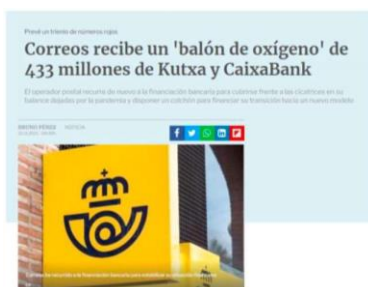 Prevé un trienio de números rojos
Correos recibe un 'balón de oxígeno' de
433 millones de Kutxa y CaixaBank
El operador postal recurre de nuevo a la financiación bancaria para cubrirse frente a las cicatrices en su
balance dejadas por la pandemia y disponer un colchón para financiar su transición hacia un nuevo modelo
NOTICIA